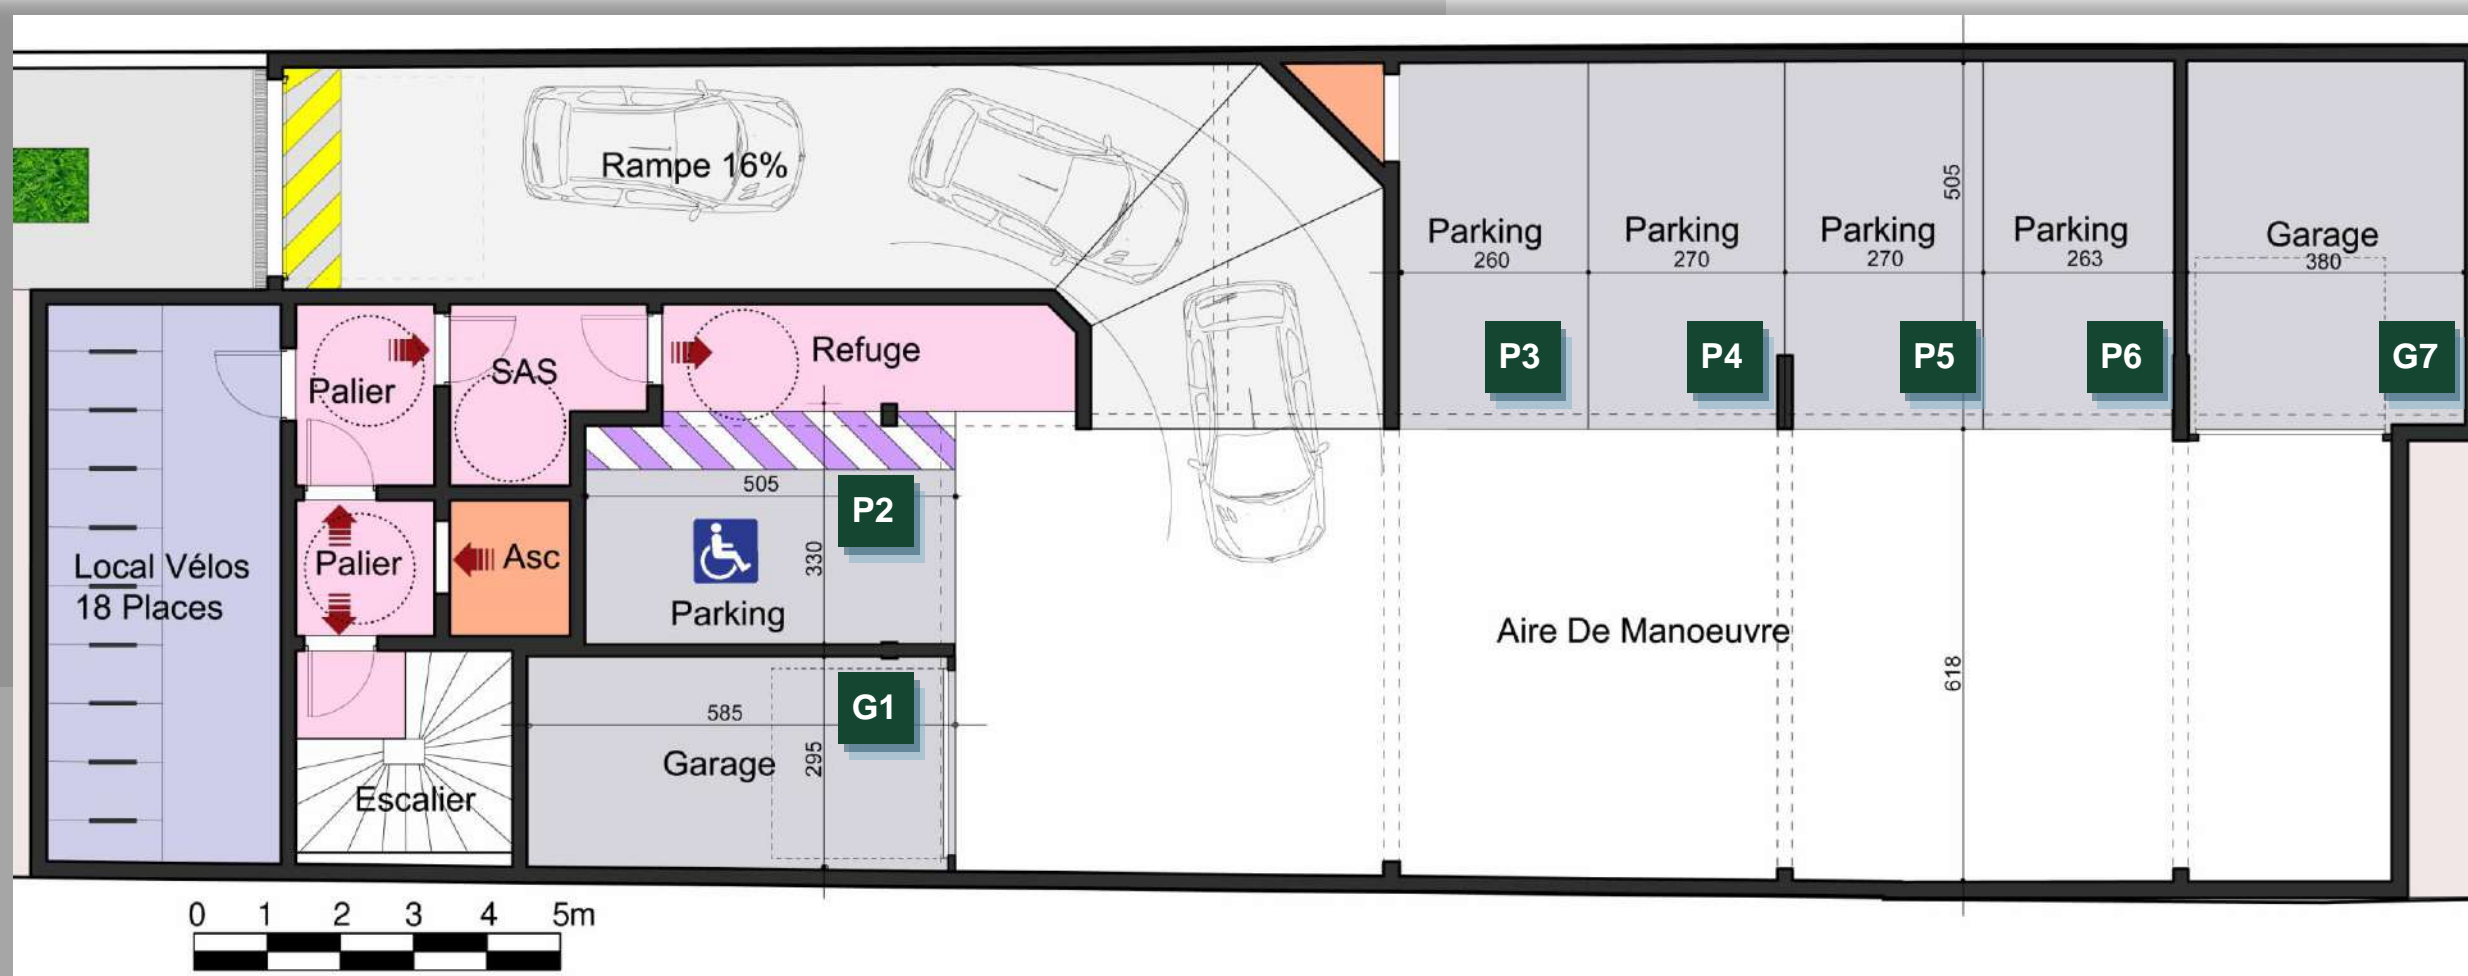 Rampe 16%
Parking
260
Parking
270
Parking
270
Parking
263
505
Garage
380
P3
P4
P5
P6
G7
Palier
SAS
Refuge
505
P2
330
Parking
Local Vélos
18 Places
Palier
Asc
Aire De Manoeuvre
618
585
G1
Garage
295
Escalier
0 1 2 3 4 5m